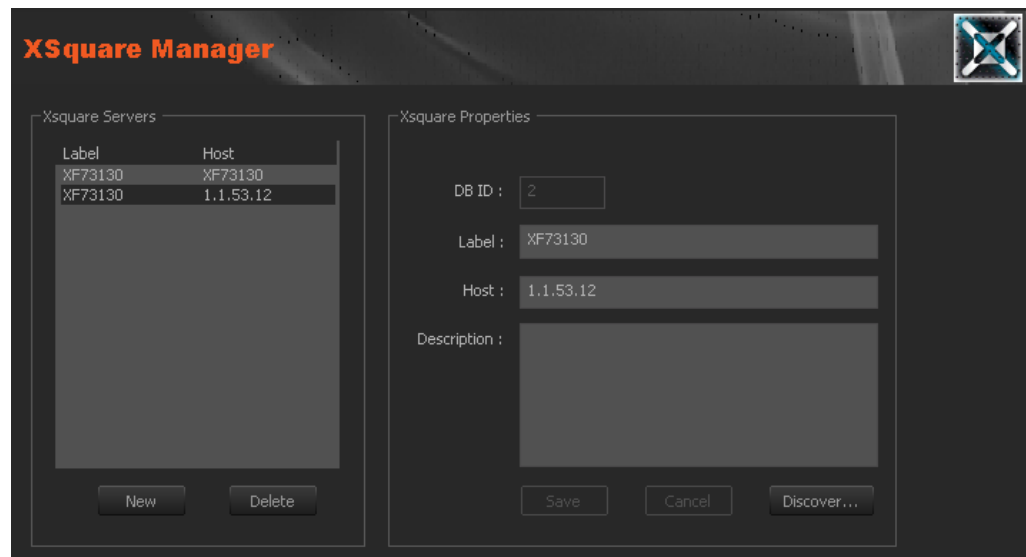 XSquare Manager
Xsquare Servers
Label Host
XF73130 XF73130
XF73130 1.1.53.12
New Delete
Xsquare Properties
DB ID : 2
Label : XF73130
Host : 1.1.53.12
Description :
Save Cancel Discover...